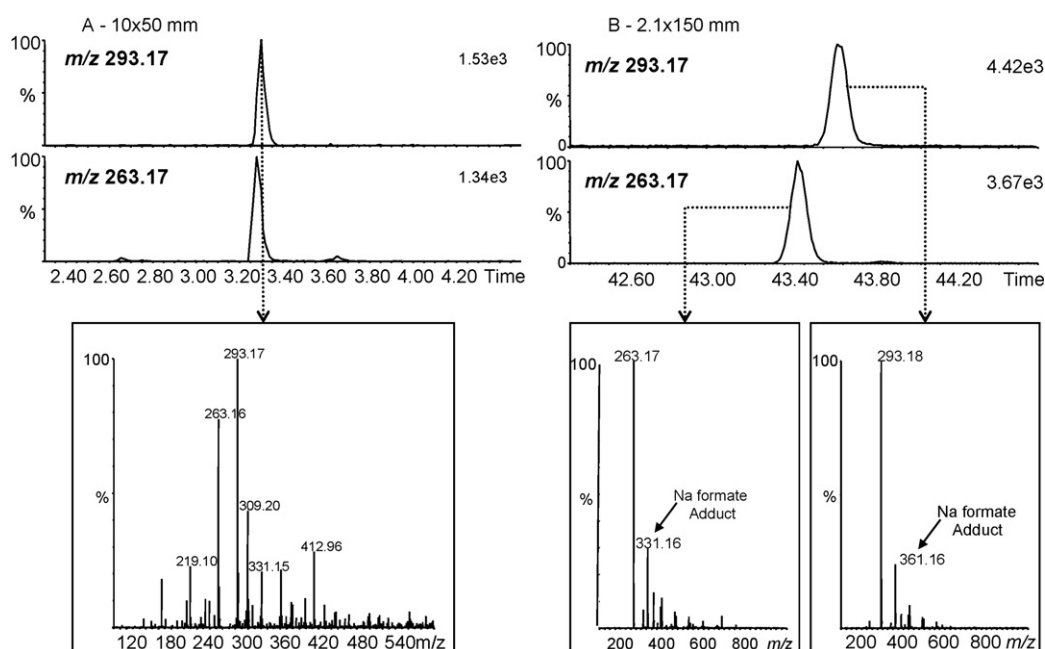 A - 10x50 mm
100
m/z 293.17
1.53e3
%
100
m/z 263.17
1.34e3
%
2.40 2.80 3.00 3.20 3.40 3.60 3.80 4.00 4.20 Time
100
%
293.17
263.16
309.20
219.10
331.15
412.96
120 180 240 300 360 420 480 540 m/z
B - 2.1x150 mm
100
m/z 293.17
4.42e3
%
0
100
m/z 263.17
3.67e3
%
0
42.60 43.00 43.40 43.80 44.20 Time
100
%
263.17
Na formate
Adduct
331.16
200 400 600 800
m/z
100
%
293.18
Na formate
Adduct
361.16
200 400 600 800
m/z